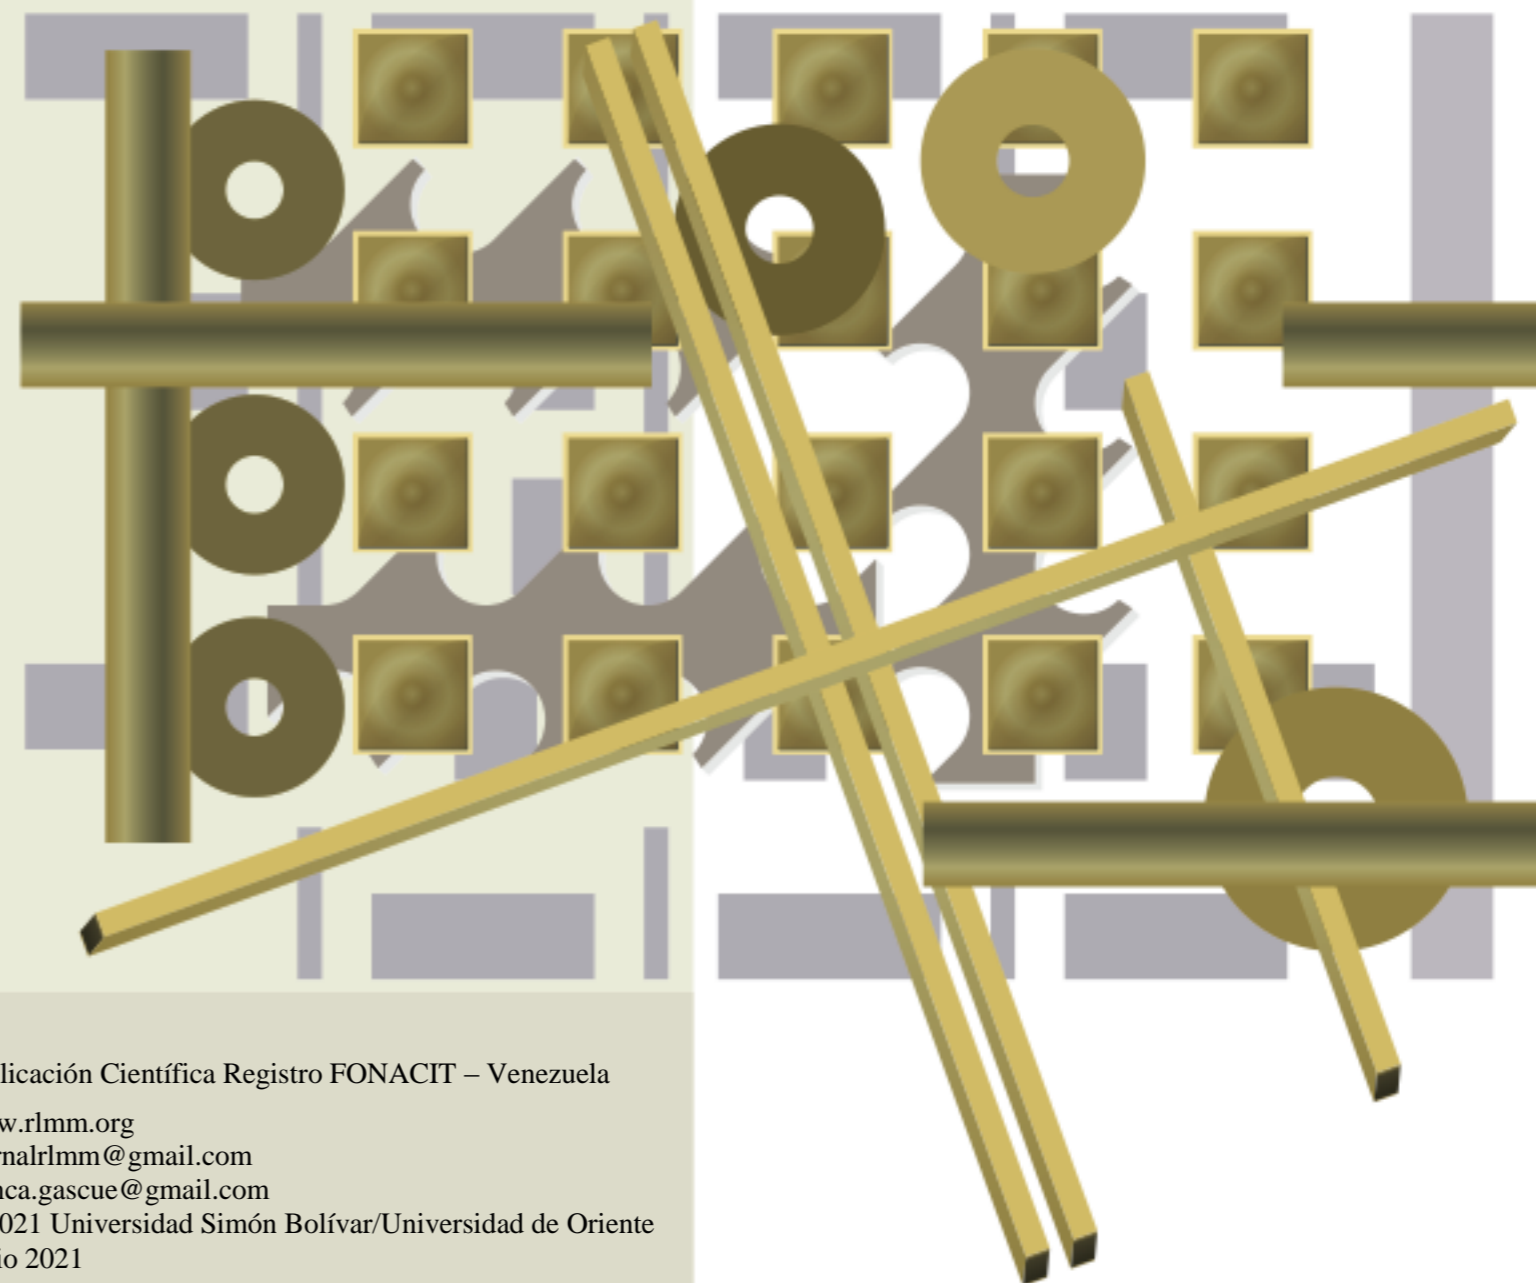 licación Científica Registro FONACIT – Venezuela
w.rlmm.org
rnalrlmm@gmail.com
nca.gascue@gmail.com
021 Universidad Simón Bolívar/Universidad de Oriente
io 2021